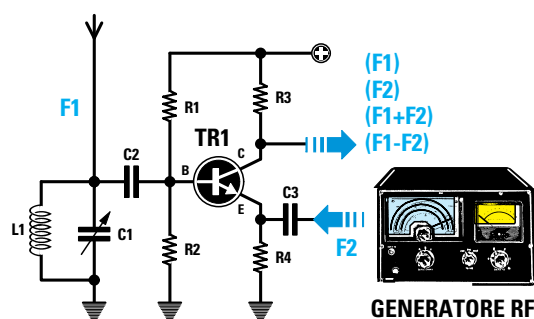 F1
(F1)
(F2)
(F1+F2)
(F1-F2)
R1
R3
TR1
C2
B
C
E
C3
L1
C1
R2
R4
F2
GENERATORE RF